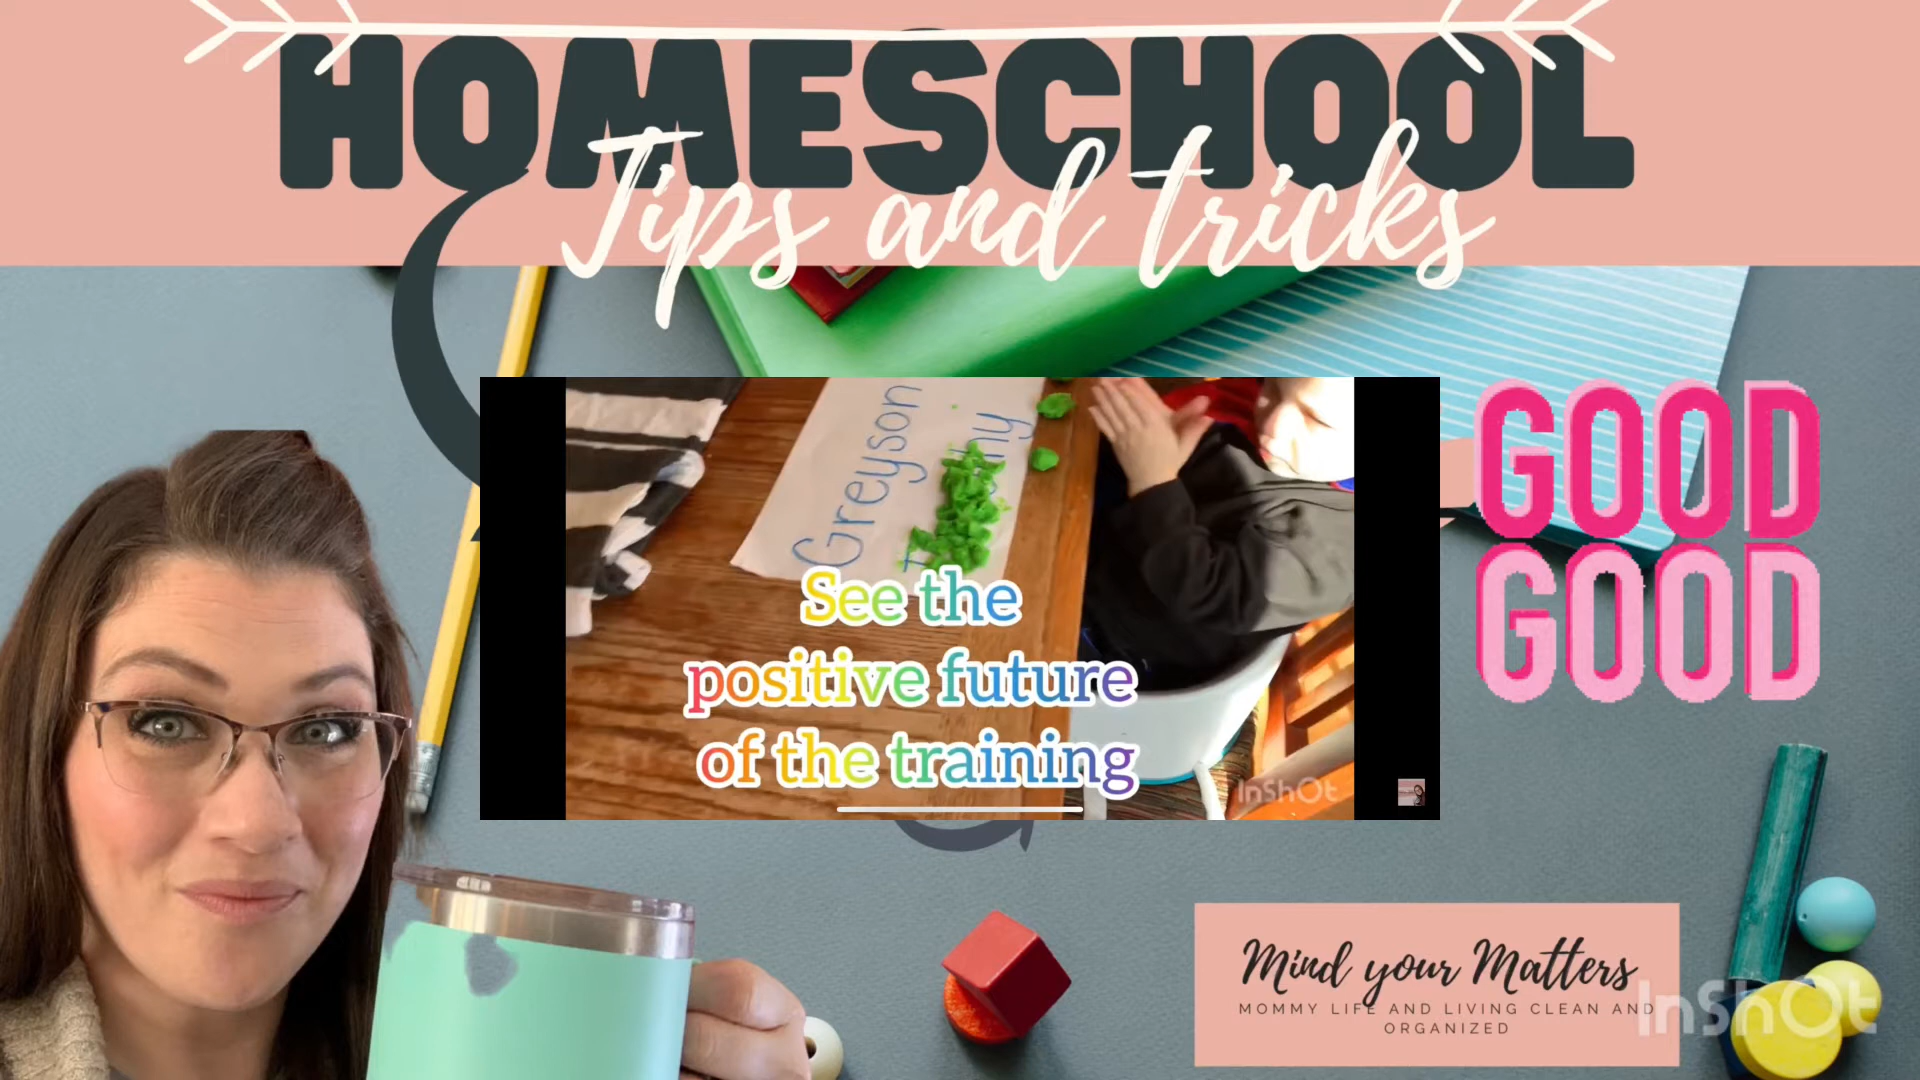 HOMESCHOOL
Tips and tricks
Greyson
See the
positive future
of the training
InShOt
GOOD
GOOD
Mind your Matters
MOMMY LIFE AND LIVING CLEAN AND
ORGANIZED
InShOt